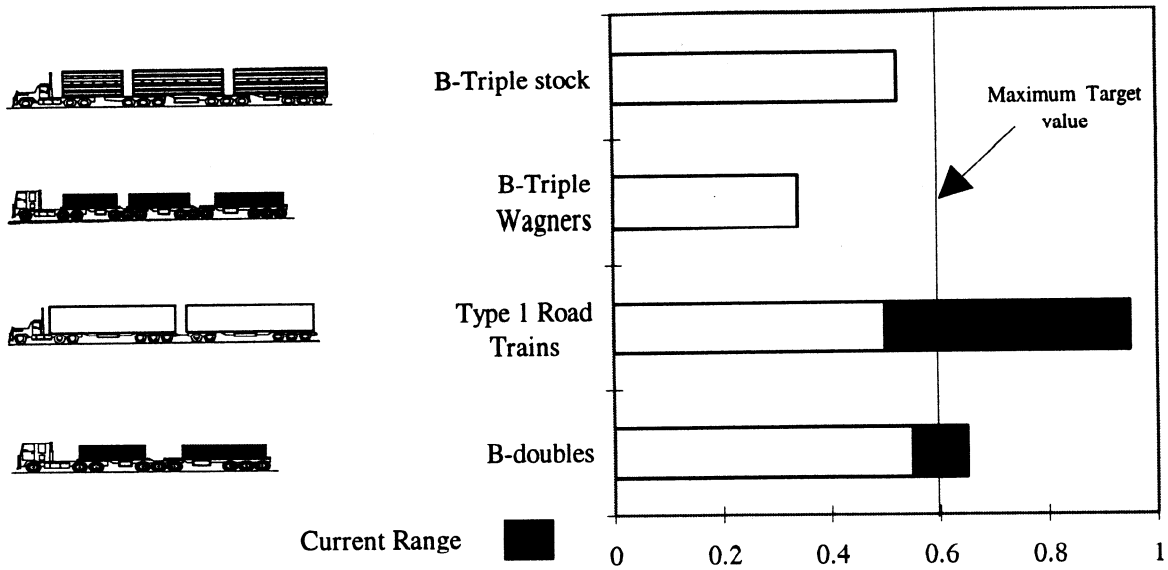 B-Triple stock
Maximum Target
value
B-Triple
Wagners
Type 1 Road
Trains
B-doubles
Current Range
0 0.2 0.4 0.6 0.8 1